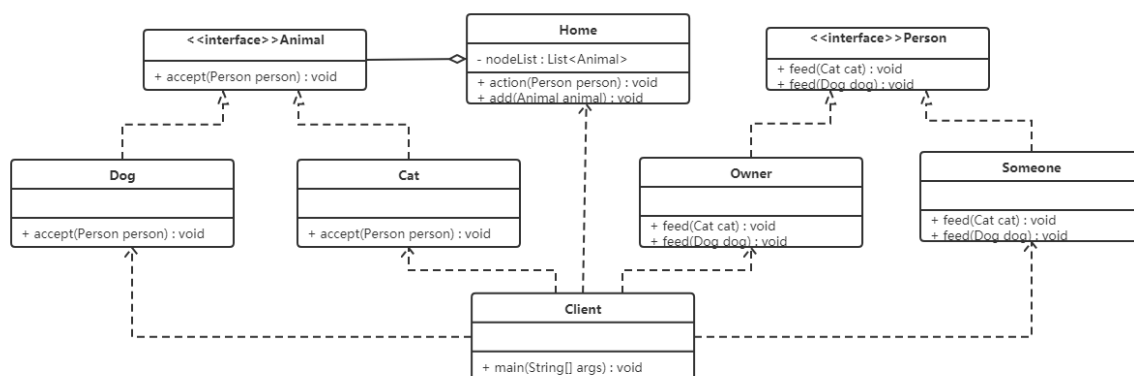 <<interface>>Animal
+ accept(Person person) : void
Home
- nodeList : List<Animal>
+ action(Person person) : void
+ add(Animal animal) : void
<<interface>>Person
+ feed(Cat cat) : void
+ feed(Dog dog) : void
Dog
+ accept(Person person) : void
Cat
+ accept(Person person) : void
Owner
+ feed(Cat cat) : void
+ feed(Dog dog) : void
Someone
+ feed(Cat cat) : void
+ feed(Dog dog) : void
Client
+ main(String[] args) : void